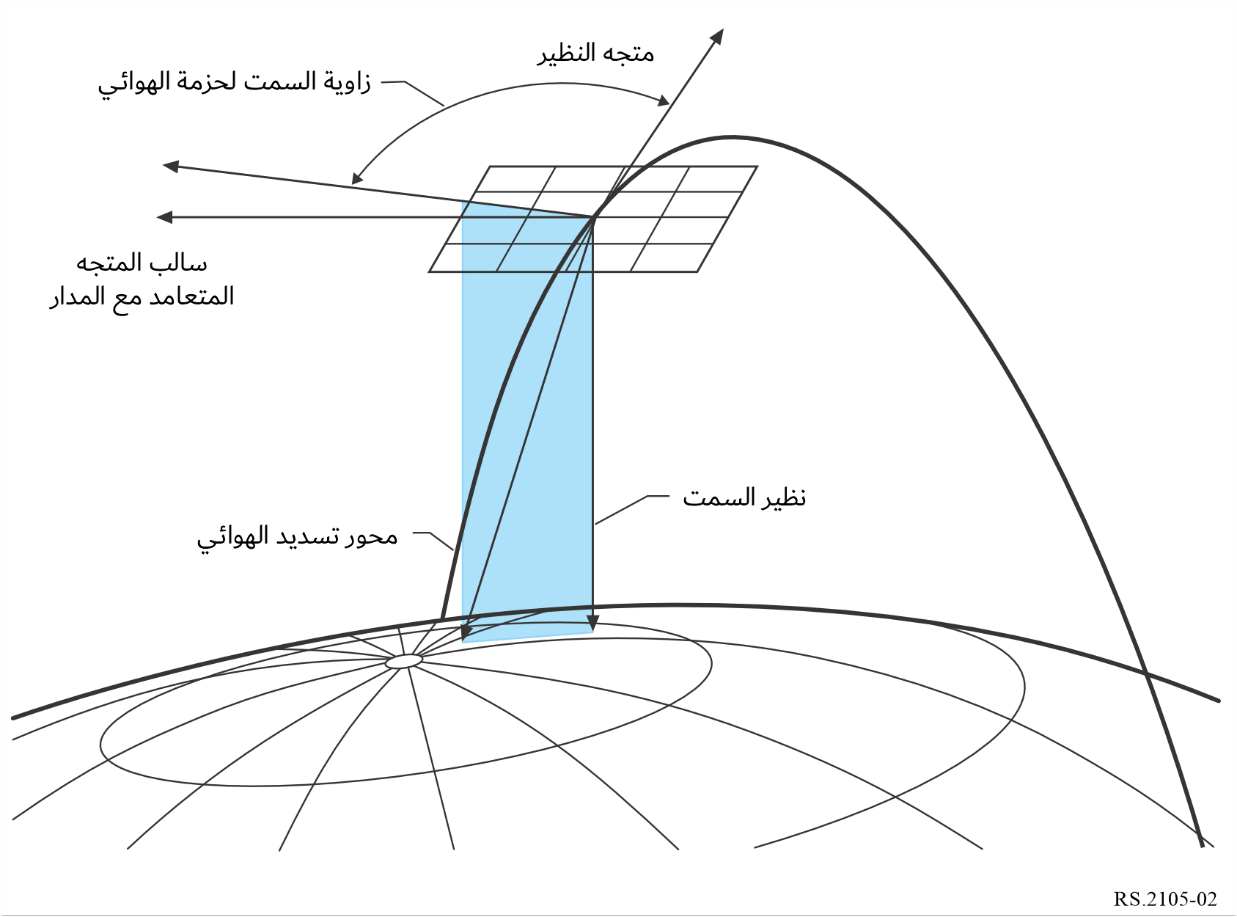 متجه النظير
زاوية السمت لحزمة الهوائي
سالب المتجه
المتعامد مع المدار
نظير السمت
محور تسديد الهوائي
RS.2105-02